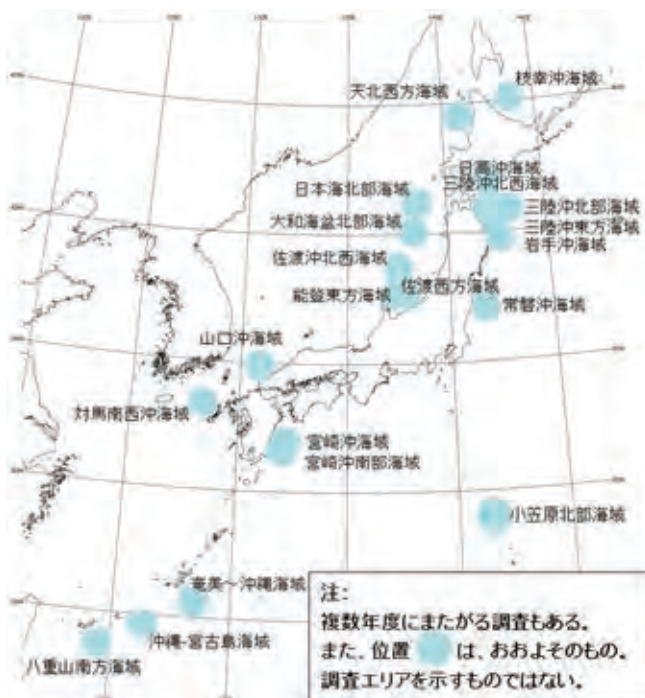 天北西方海域
枝幸沖海域
日高沖海域
日本海北部海域
三陸沖北西海域
三陸沖北部海域
大和海盆北部海域
三陸沖東方海域
岩手沖海域
佐渡沖北西海域
佐渡西方海域
能登東方海域
常磐沖海域
山口沖海域
対馬南西沖海域
宮崎沖海域
宮崎沖南部海域
小笠原北部海域
奄美～沖縄海域
沖縄-宮古島海域
八重山南方海域
注:
複数年度にまたがる調査もある。
また、位置 は、おおよそのもの。
調査エリアを示すものではない。